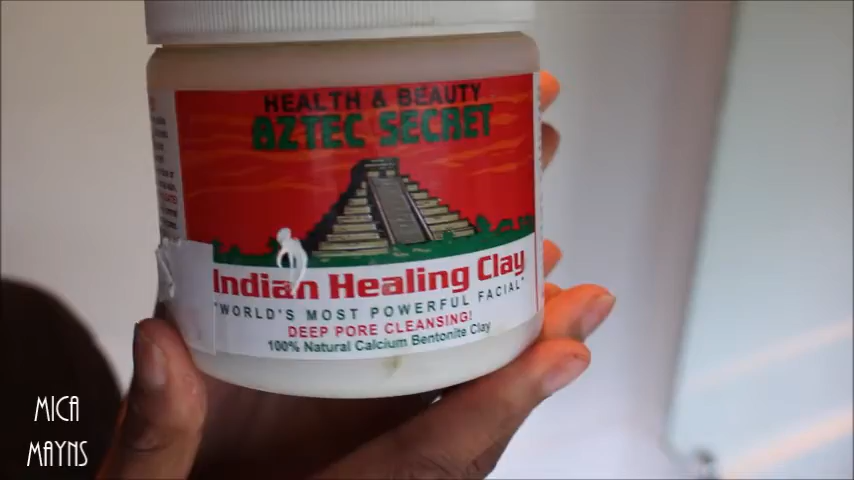 HEALTH & BEAUTY
AZTEC SECRET
Indian Healing Clay
"WORLD'S MOST POWERFUL FACIAL"
DEEP PORE CLEANSING!
100% Natural Calcium Bentonite Clay
MICA
MAYNS